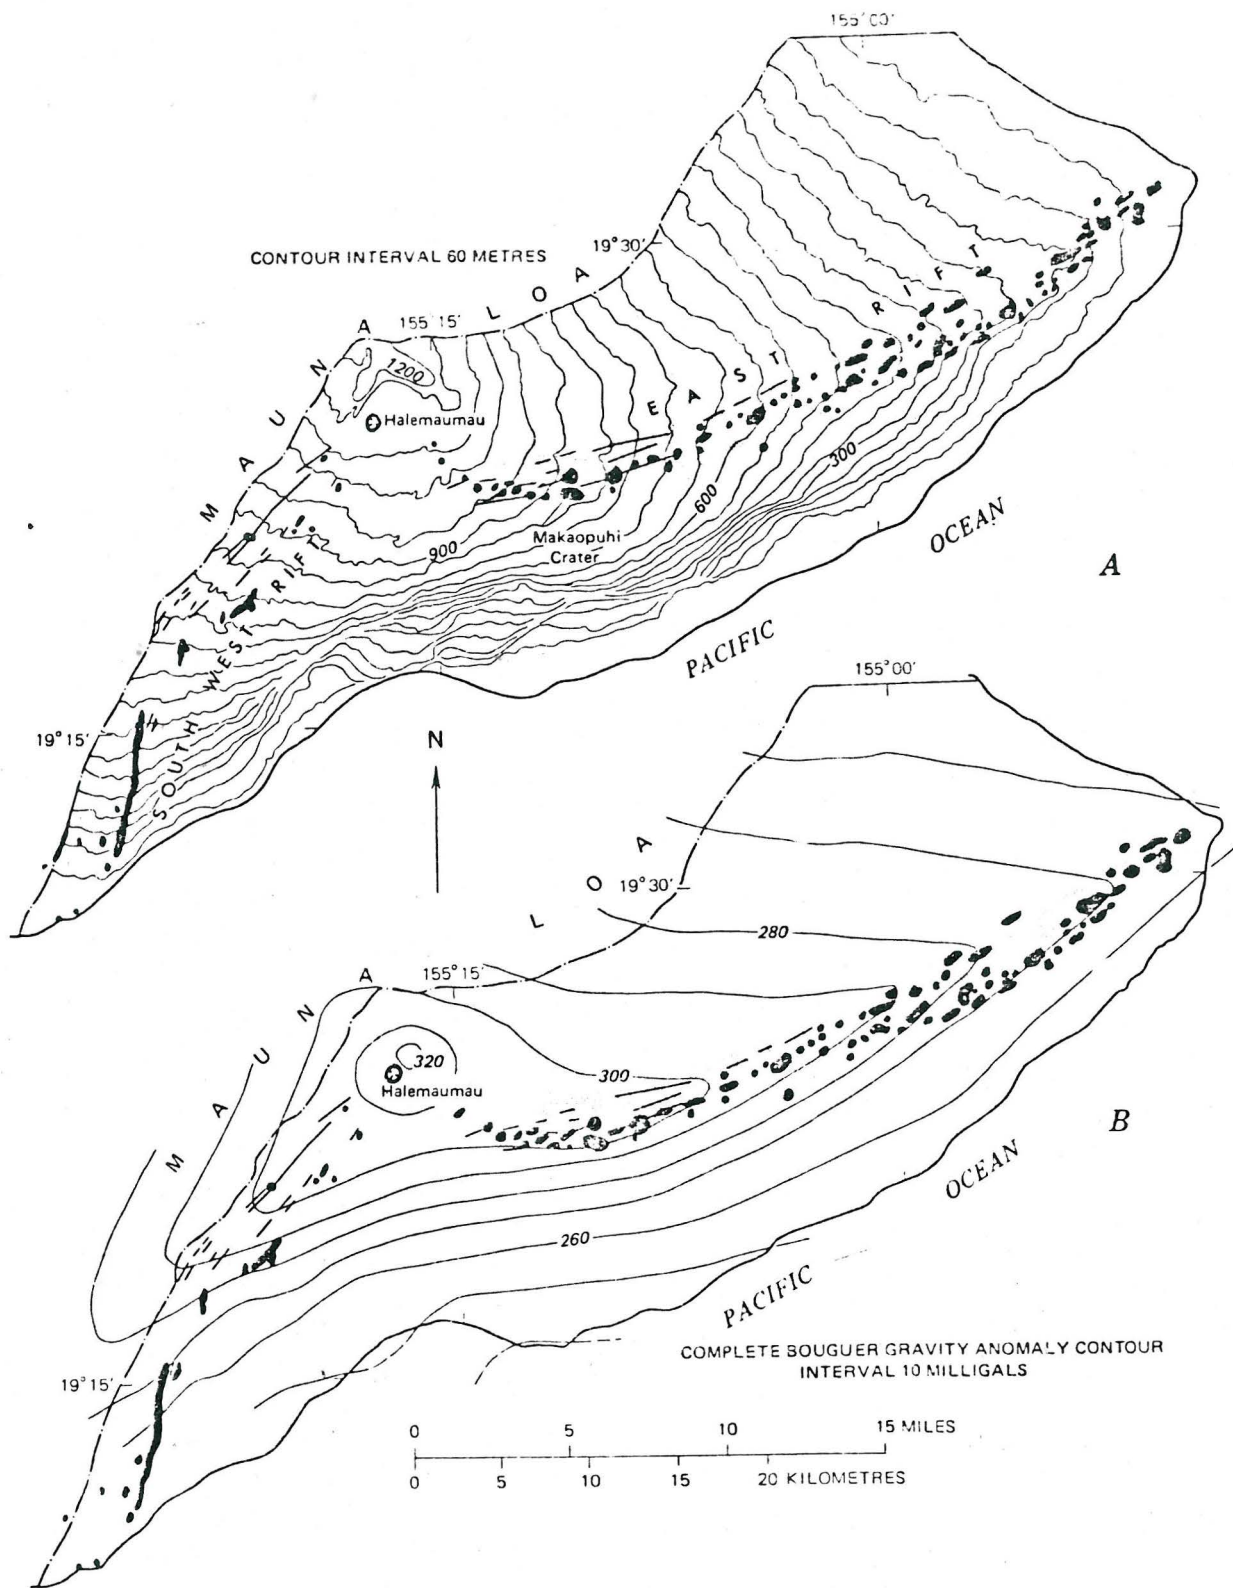 155°00'
CONTOUR INTERVAL 60 METRES
19°30'
MAUNA LOA
155°15'
1200
Halemaumau
EAST RIFT
300
600
900
Makaopuhi
Crater
SOUTH WEST RIFT
PACIFIC OCEAN
A
19°15'
N
155°00'
19°30'
MAUNA LOA
280
155°15'
320
Halemaumau
300
B
260
PACIFIC OCEAN
COMPLETE BOUGUER GRAVITY ANOMALY CONTOUR
INTERVAL 10 MILLIGALS
19°15'
0 5 10 15 MILES
0 5 10 15 20 KILOMETRES